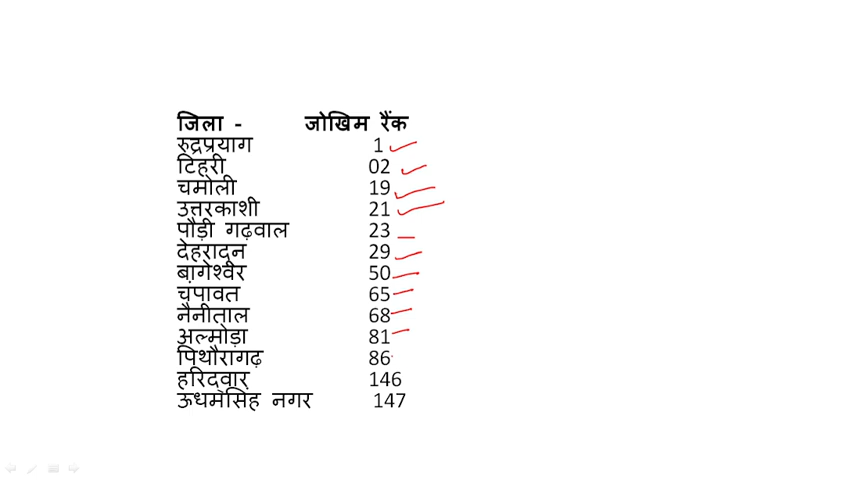 जिला - जोखिम रैंक
रुद्रप्रयाग 1
टिहरी 02
चमोली 19
उत्तरकाशी 21
पौड़ी गढ़वाल 23
देहरादून 29
बागेश्वर 50
चंपावत 65
नैनीताल 68
अल्मोड़ा 81
पिथौरागढ़ 86
हरिद्वार 146
ऊधमसिंह नगर 147